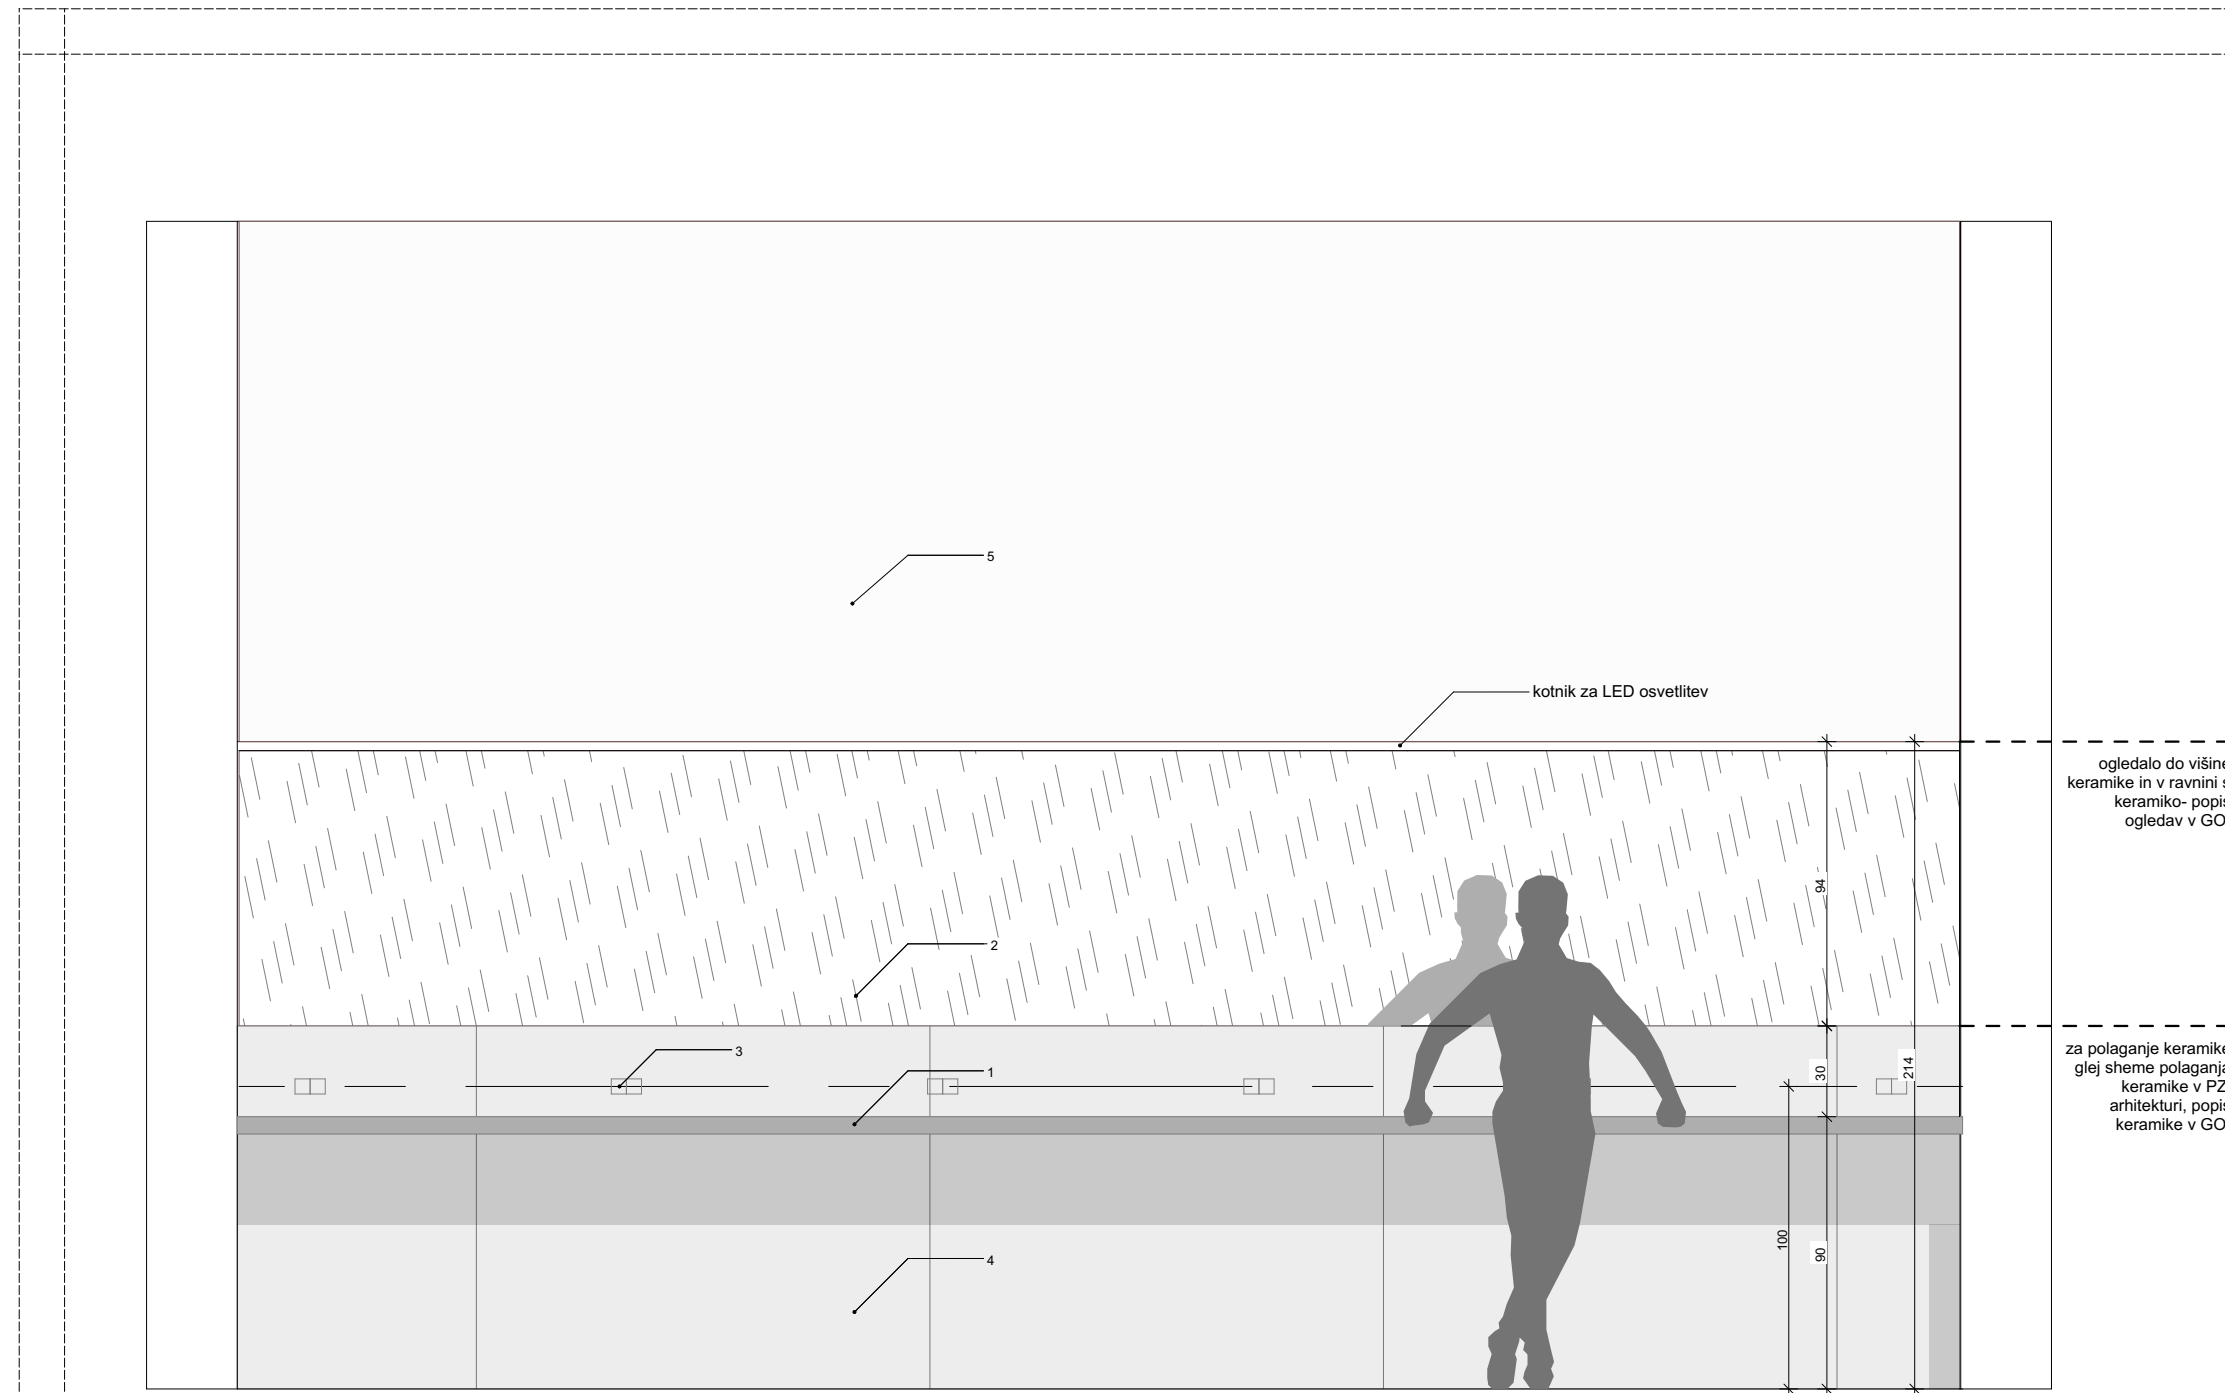 5
kotnik za LED osvetlitev
ogledalo do višine
keramike in v ravnini s
keramiko- popis
ogledav v GO
94
2
za polaganje keramike
glej sheme polaganja
keramike v PZ
arhitekturi, popis
keramike v GO
3
1
30
214
4
100
90